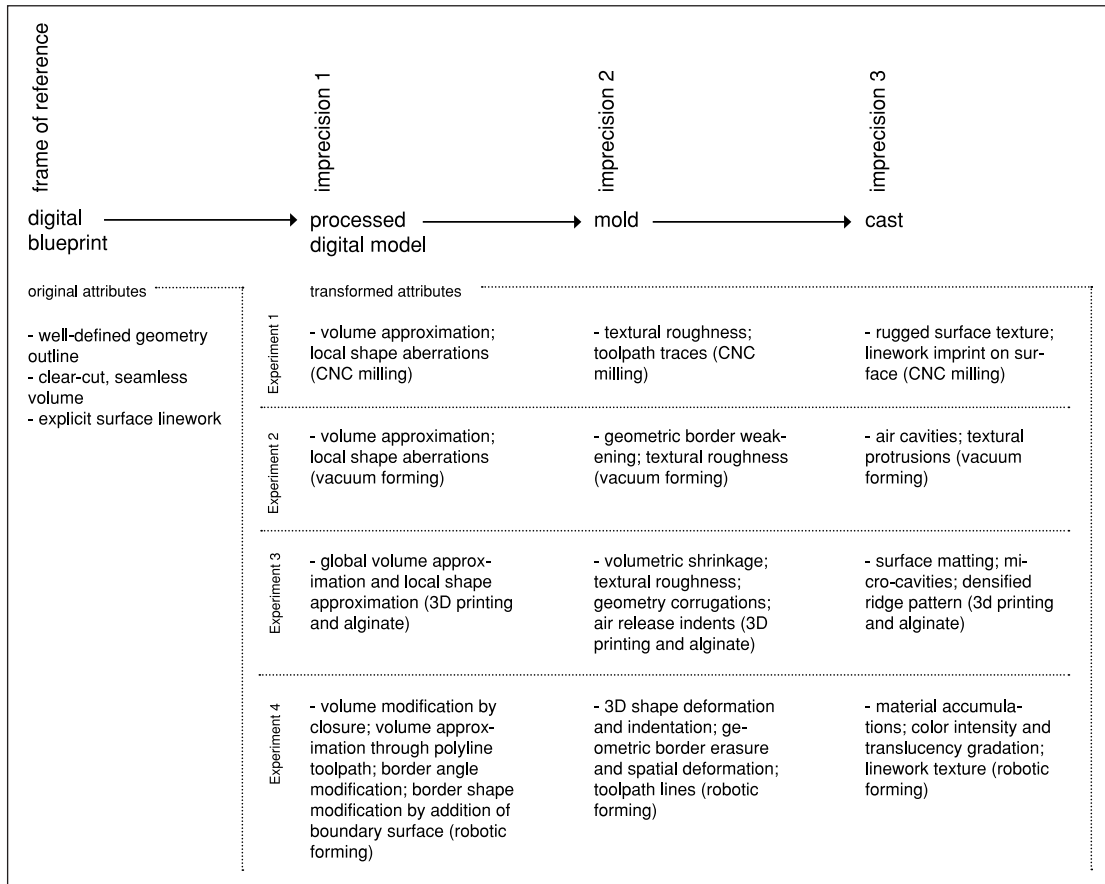 frame of reference
imprecision 1
imprecision 2
imprecision 3
digital
blueprint
processed
digital model
mold
cast
original attributes
- well-defined geometry
outline
- clear-cut, seamless
volume
- explicit surface linework
transformed attributes
Experiment 1
- volume approximation;
local shape aberrations
(CNC milling)
- textural roughness;
toolpath traces (CNC
milling)
- rugged surface texture;
linework imprint on sur-
face (CNC milling)
Experiment 2
- volume approximation;
local shape aberrations
(vacuum forming)
- geometric border weak-
ening; textural roughness
(vacuum forming)
- air cavities; textural
protrusions (vacuum
forming)
Experiment 3
- global volume approx-
imation and local shape
approximation (3D printing
and alginate)
- volumetric shrinkage;
textural roughness;
geometry corrugations;
air release indents (3D
printing and alginate)
- surface matting; mi-
cro-cavities; densified
ridge pattern (3d printing
and alginate)
Experiment 4
- volume modification by
closure; volume approx-
imation through polyline
toolpath; border angle
modification; border shape
modification by addition of
boundary surface (robotic
forming)
- 3D shape deformation
and indentation; ge-
ometric border erasure
and spatial deformation;
toolpath lines (robotic
forming)
- material accumula-
tions; color intensity and
translucency gradation;
linework texture (robotic
forming)